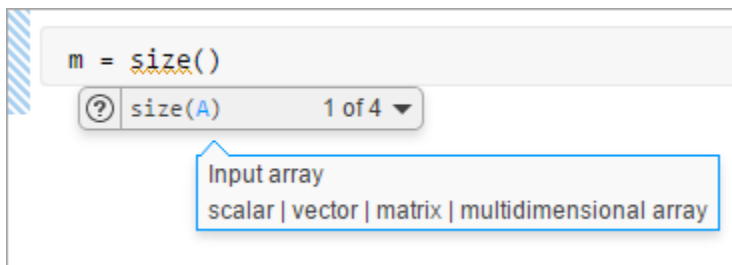 m = size()
? size(A) 1 of 4
Input array
scalar | vector | matrix | multidimensional array